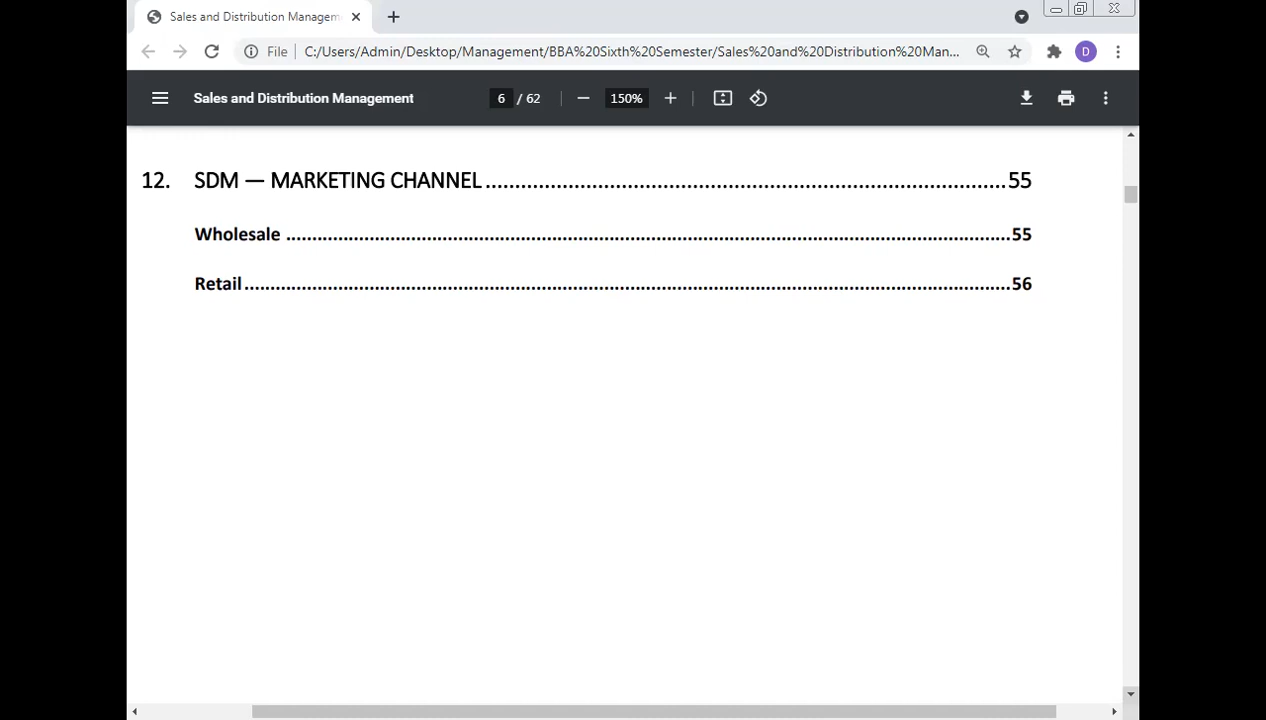 Sales and Distribution Managem
File C:/Users/Admin/Desktop/Management/BBA%20Sixth%20Semester/Sales%20and%20Distribution%20Man...
D
Sales and Distribution Management 6 / 62 150%
12. SDM — MARKETING CHANNEL 55
Wholesale 55
Retail 56